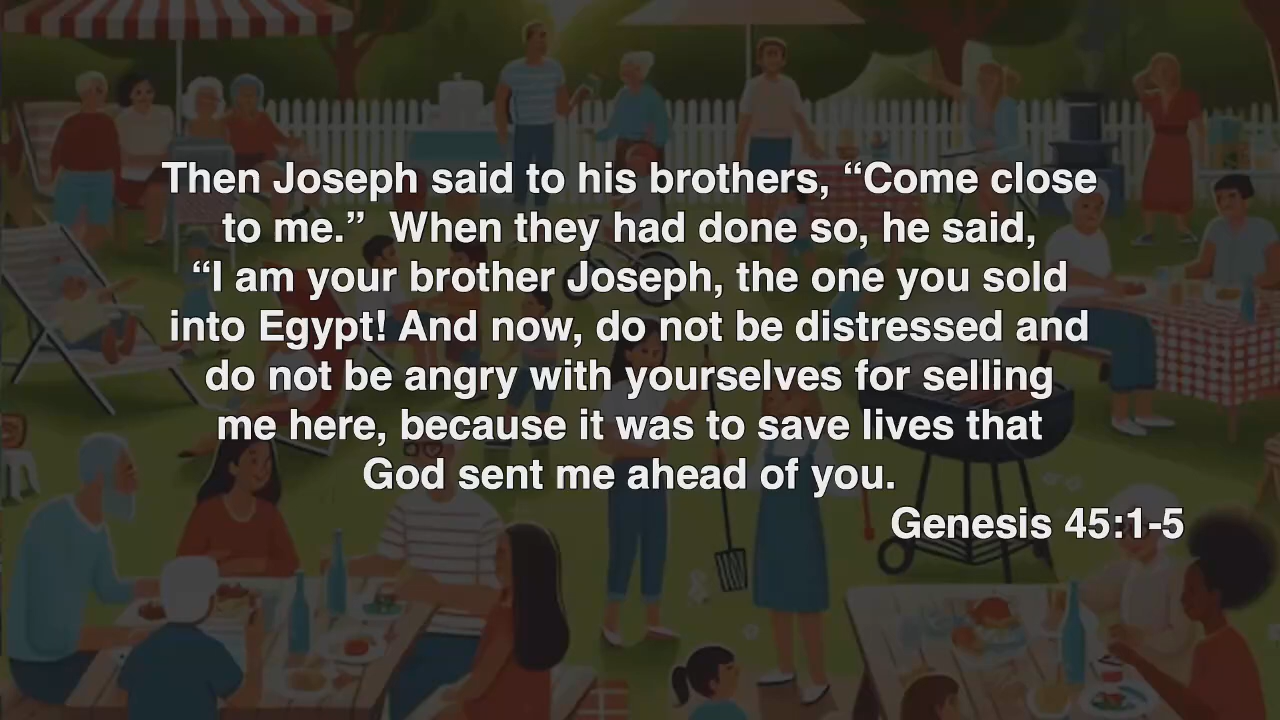 Then Joseph said to his brothers, “Come close
to me.”  When they had done so, he said,
“I am your brother Joseph, the one you sold
into Egypt! And now, do not be distressed and
do not be angry with yourselves for selling
me here, because it was to save lives that
God sent me ahead of you.
Genesis 45:1-5